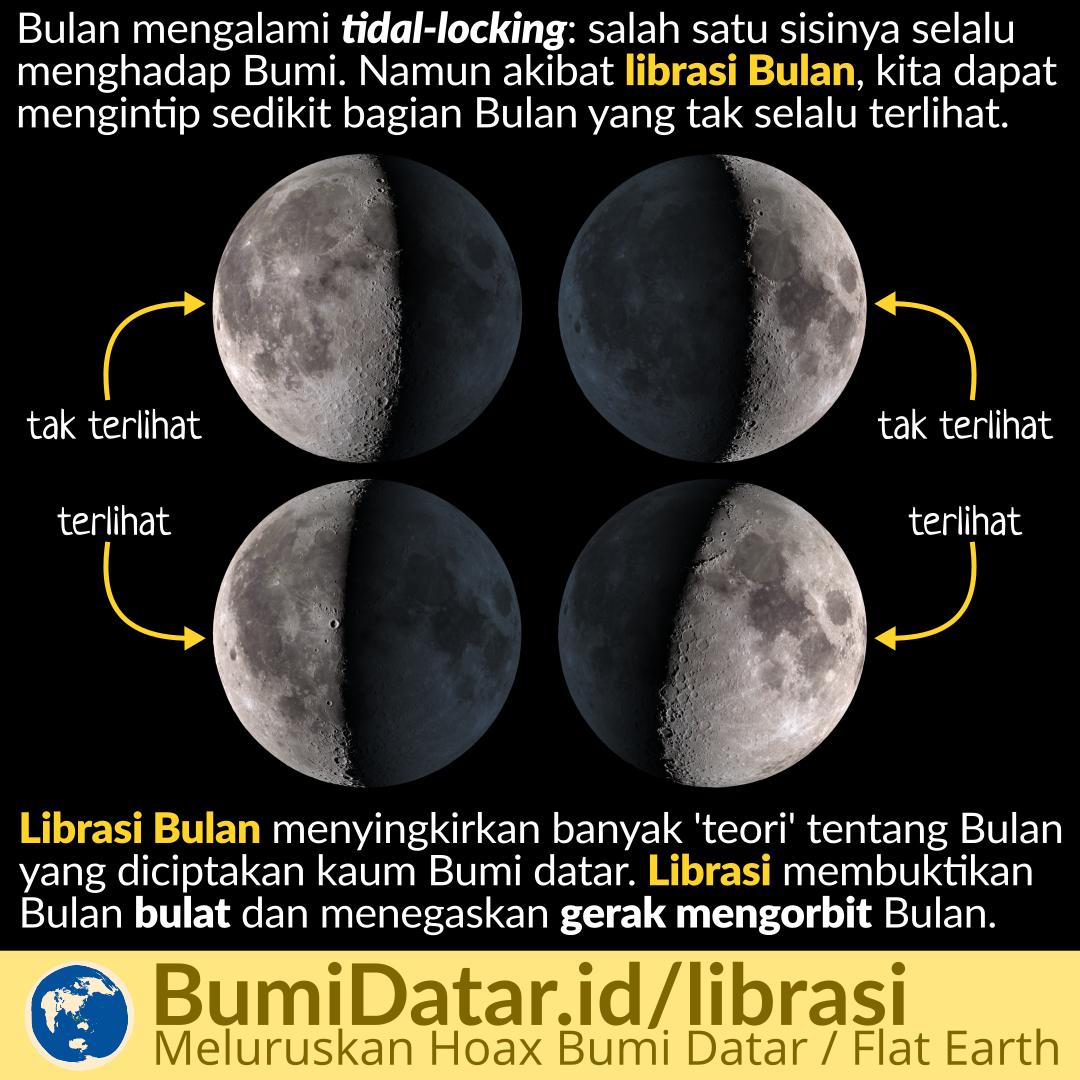 Bulan mengalami tidal-locking: salah satu sisinya selalu
menghadap Bumi. Namun akibat librasi Bulan, kita dapat
mengintip sedikit bagian Bulan yang tak selalu terlihat.
tak terlihat
tak terlihat
terlihat
terlihat
Librasi Bulan menyingkirkan banyak 'teori' tentang Bulan
yang diciptakan kaum Bumi datar. Librasi membuktikan
Bulan bulat dan menegaskan gerak mengorbit Bulan.
BumiDatar.id/librasi
Meluruskan Hoax Bumi Datar / Flat Earth